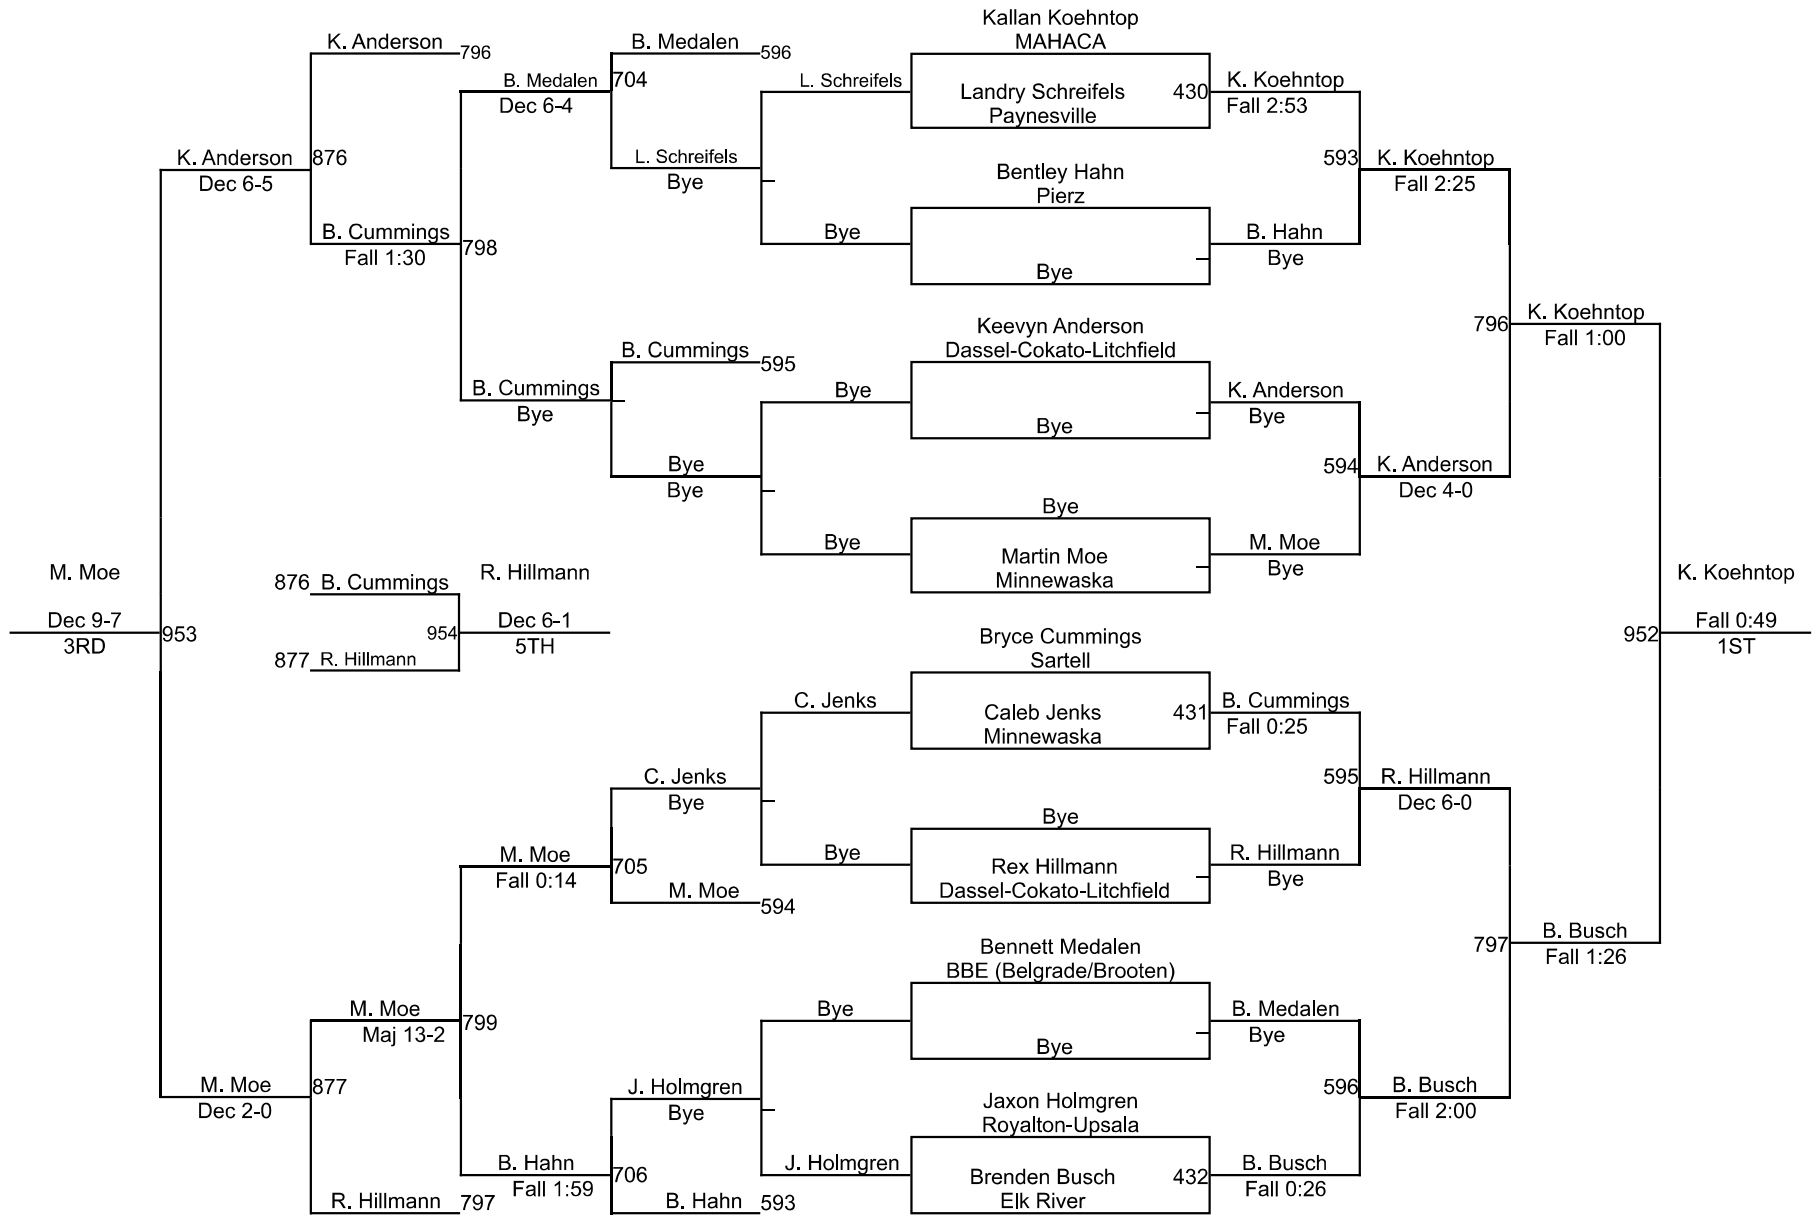 Kallan Koehntop
K. Anderson
796
B. Medalen
596
MAHACA
B. Medalen
704
Dec 6-4
L. Schreifels
Landry Schreifels
430
Paynesville
K. Koehntop
Fall 2:53
K. Anderson
876
Dec 6-5
L. Schreifels
Bye
Bentley Hahn
Pierz
593
K. Koehntop
Fall 2:25
B. Cummings
798
Fall 1:30
Bye
Bye
B. Hahn
Bye
Keevyn Anderson
Dassel-Cokato-Litchfield
796
K. Koehntop
Fall 1:00
B. Cummings
595
B. Cummings
Bye
Bye
Bye
K. Anderson
Bye
Bye
Bye
594
K. Anderson
Dec 4-0
Bye
Bye
Martin Moe
Minnewaska
M. Moe
Bye
M. Moe
Dec 9-7
3RD
953
876
B. Cummings
877
R. Hillmann
954
R. Hillmann
Dec 6-1
5TH
K. Koehntop
952
Fall 0:49
1ST
Bryce Cummings
Sartell
C. Jenks
Caleb Jenks
431
Minnewaska
B. Cummings
Fall 0:25
C. Jenks
Bye
595
R. Hillmann
Dec 6-0
Bye
Bye
Rex Hillmann
Dassel-Cokato-Litchfield
R. Hillmann
Bye
M. Moe
705
Fall 0:14
M. Moe
594
Bennett Medalen
BBE (Belgrade/Brooten)
797
B. Busch
Fall 1:26
M. Moe
799
Maj 13-2
Bye
Bye
B. Medalen
Bye
M. Moe
877
Dec 2-0
J. Holmgren
Bye
Jaxon Holmgren
Royalton-Upsala
596
B. Busch
Fall 2:00
B. Hahn
706
Fall 1:59
J. Holmgren
Brenden Busch
432
Elk River
B. Busch
Fall 0:26
R. Hillmann
797
B. Hahn
593